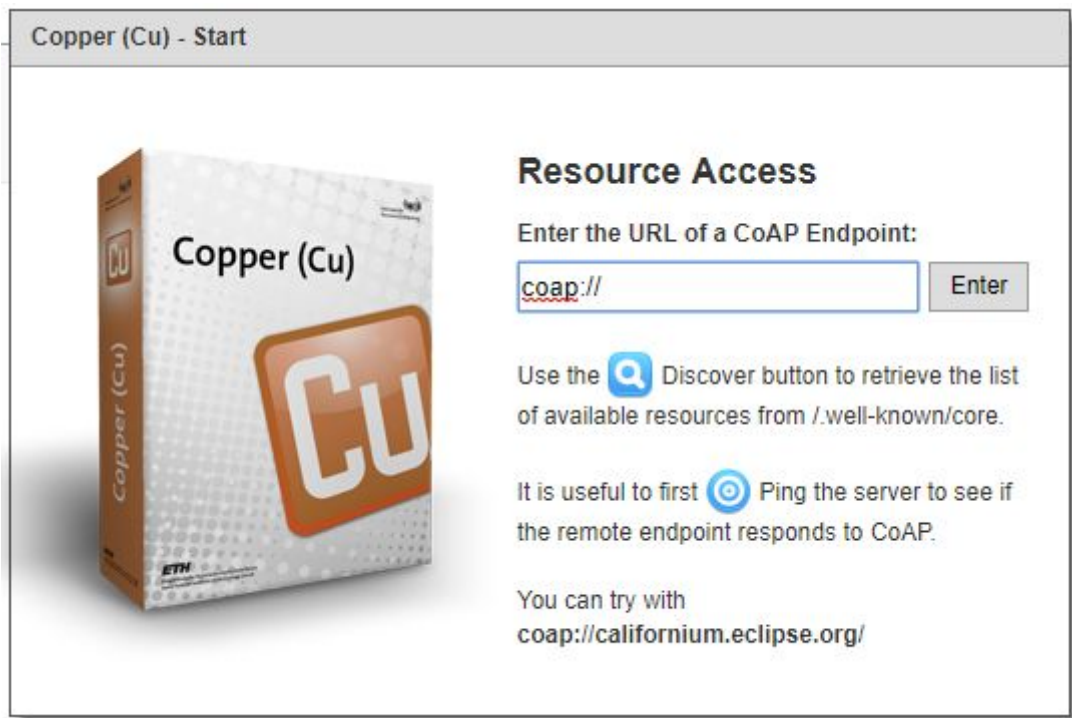 Copper (Cu) - Start
Resource Access
Enter the URL of a CoAP Endpoint:
coap://
Enter
Use the Discover button to retrieve the list
of available resources from /.well-known/core.
It is useful to first Ping the server to see if
the remote endpoint responds to CoAP.
You can try with
coap://californium.eclipse.org/
Copper (Cu)
Cu
Cu
Copper (Cu)
ETH